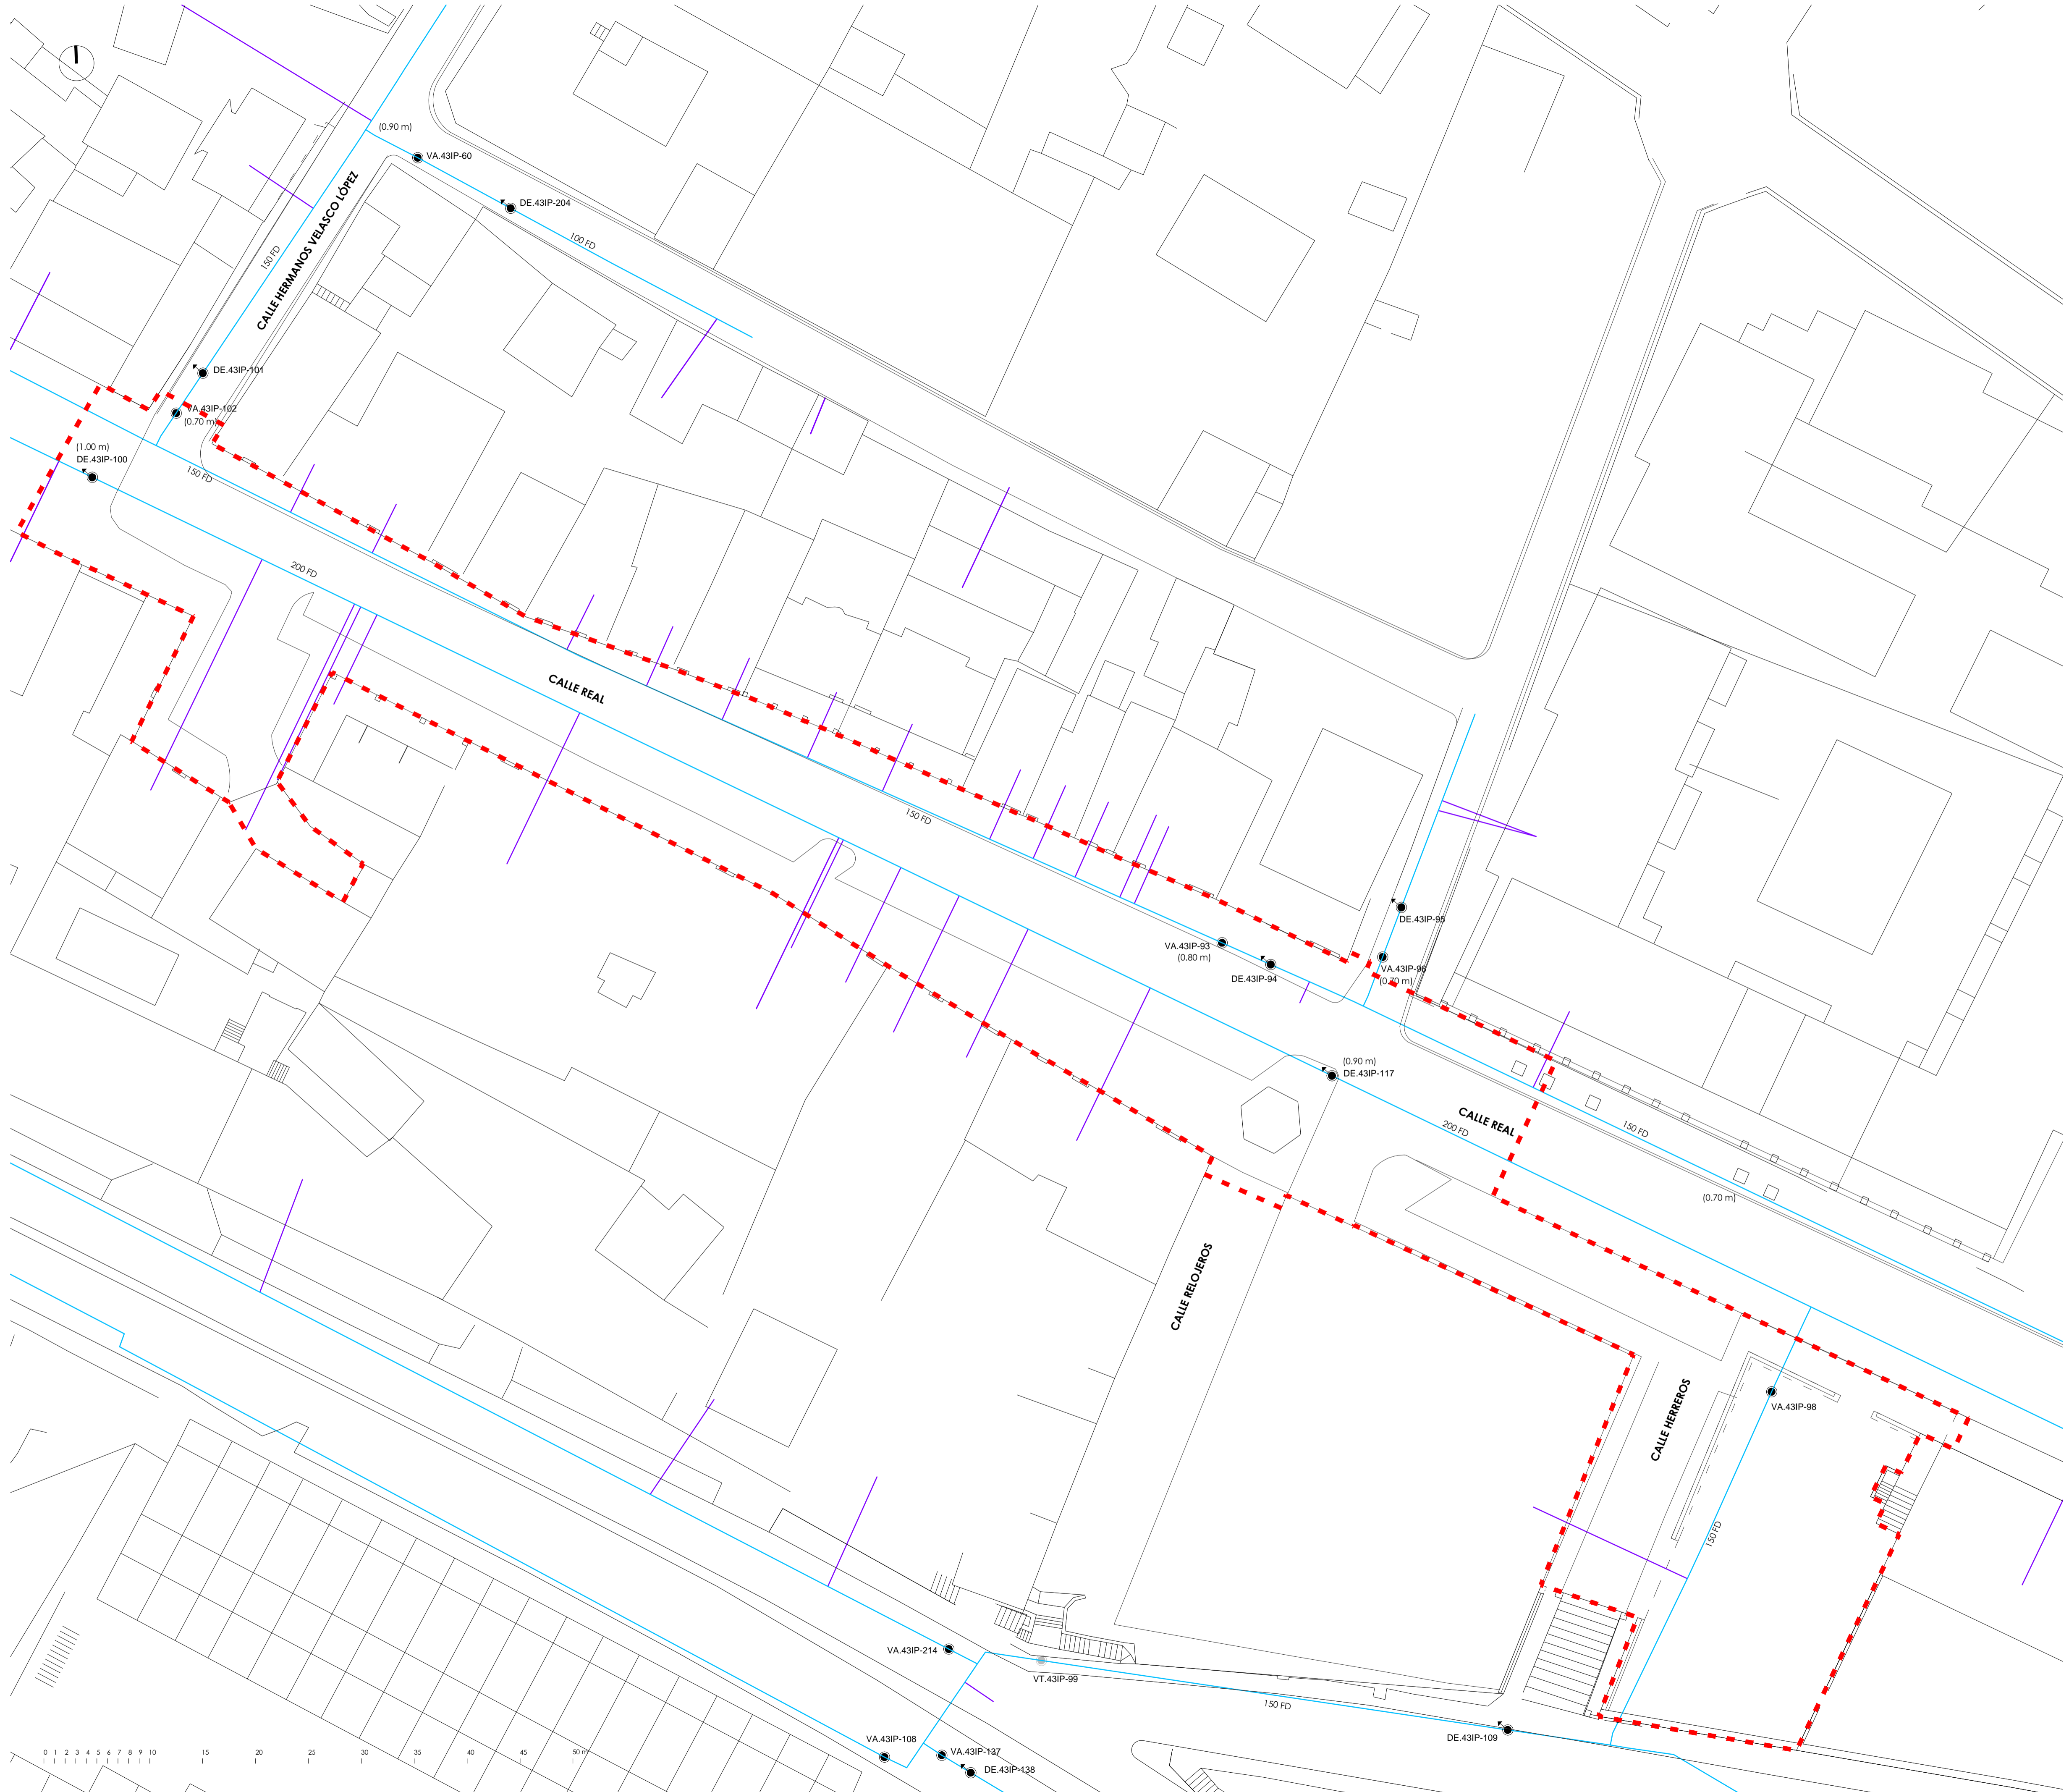 (0.90 m)
VA.43IP-60
DE.43IP-204
100 FD
CALLE HERMANOS VELASCO LÓPEZ
150 FD
DE.43IP-101
VA.43IP-102
(0.70 m)
(1.00 m)
DE.43IP-100
150 FD
200 FD
CALLE REAL
150 FD
DE.43IP-95
VA.43IP-93
(0.80 m)
VA.43IP-96
(0.70 m)
DE.43IP-94
(0.90 m)
DE.43IP-117
CALLE REAL
200 FD
150 FD
(0.70 m)
CALLE RELOJEROS
CALLE HERREROS
VA.43IP-98
150 FD
VA.43IP-214
VT.43IP-99
150 FD
DE.43IP-109
VA.43IP-108
VA.43IP-137
DE.43IP-138
0 1 2 3 4 5 6 7 8 9 10 15 20 25 30 35 40 45 50 m